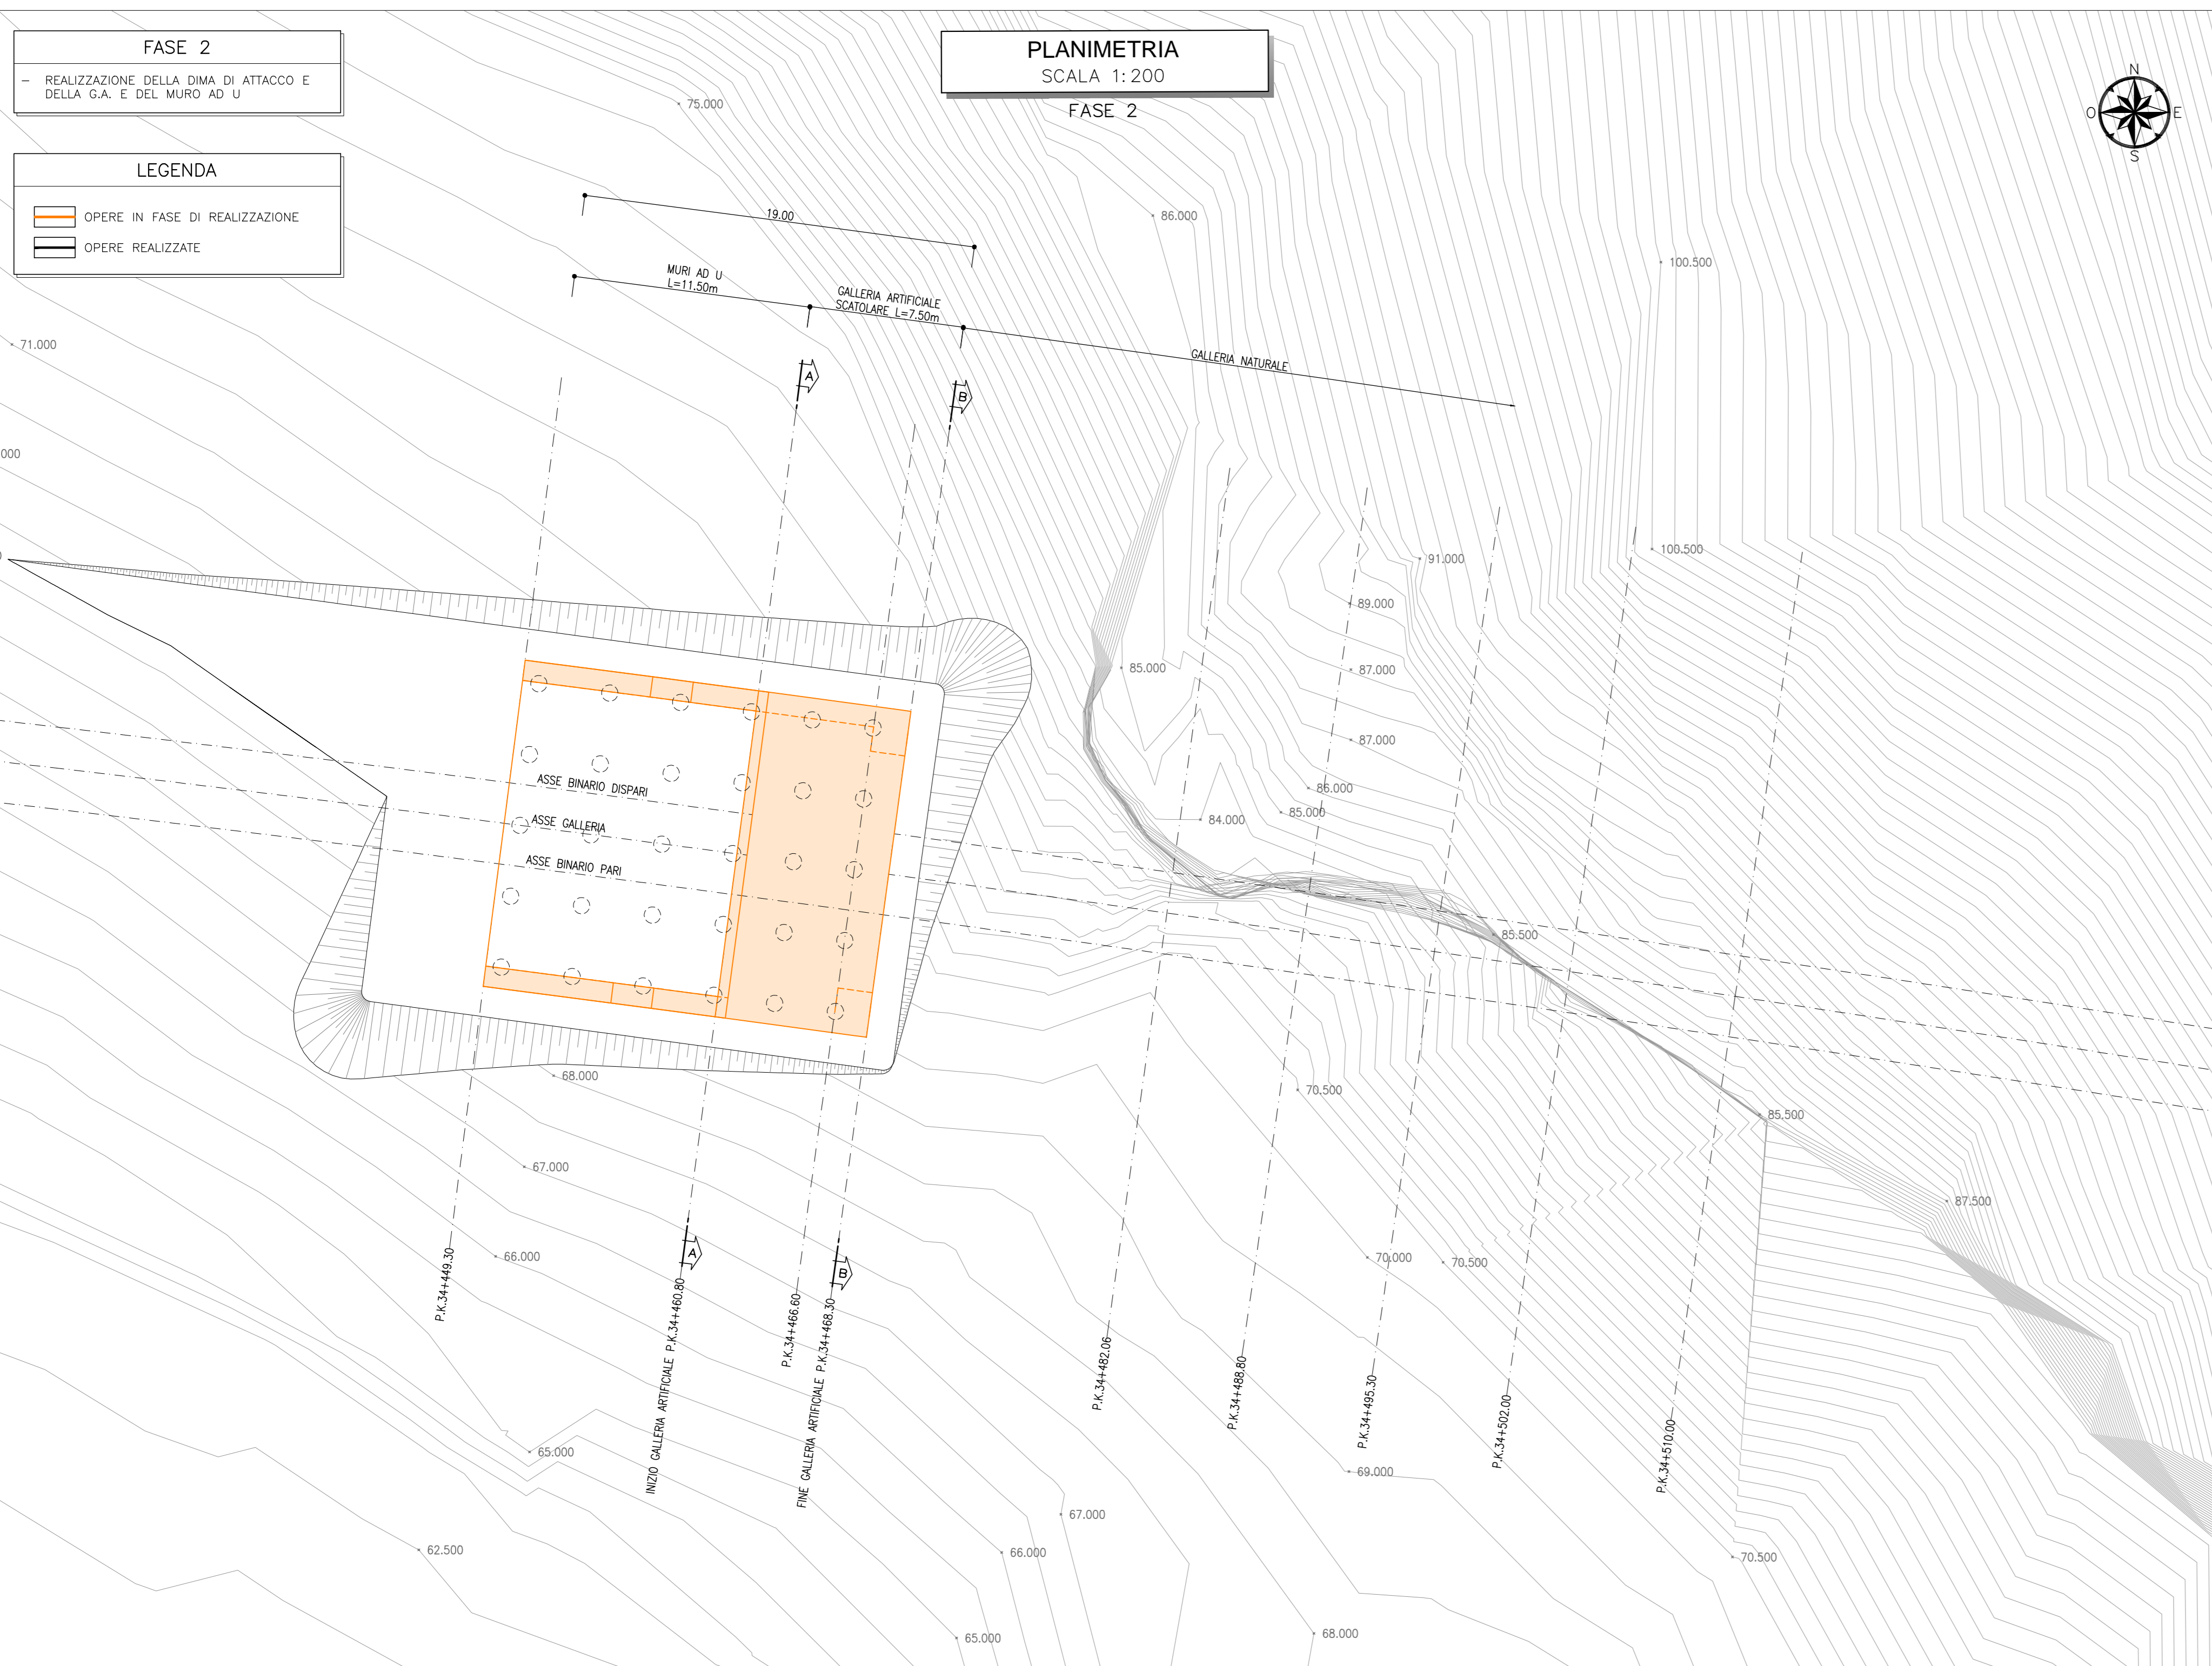 FASE 2
– REALIZZAZIONE DELLA DIMA DI ATTACCO E
DELLA G.A. E DEL MURO AD U
LEGENDA
OPERE IN FASE DI REALIZZAZIONE
OPERE REALIZZATE
PLANIMETRIA
SCALA 1:200
FASE 2
N
O
E
S
75.000
86.000
19.00
100.500
MURI AD U
L=11.50m
GALLERIA ARTIFICIALE
SCATOLARE L=7.50m
71.000
GALLERIA NATURALE
A
B
000
100.500
91.000
89.000
85.000
87.000
87.000
ASSE BINARIO DISPARI
86.000
85.000
84.000
ASSE GALLERIA
ASSE BINARIO PARI
85.500
68.000
70.500
85.500
67.000
87.500
66.000
A
B
70.000
70.500
P.K.34+449.30
INIZIO GALLERIA ARTIFICIALE P.K.34+460.80
P.K.34+466.60
FINE GALLERIA ARTIFICIALE P.K.34+468.30
P.K.34+482.06
P.K.34+488.80
P.K.34+495.30
P.K.34+502.00
P.K.34+510.00
65.000
69.000
67.000
62.500
66.000
70.500
65.000
68.000